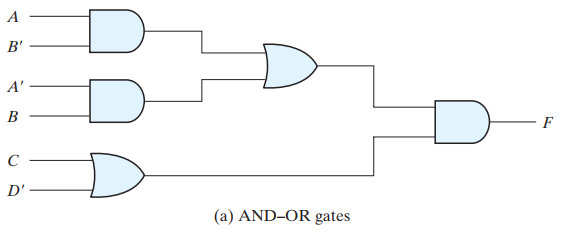 A
B'
A'
B
F
C
D'
(a) AND–OR gates